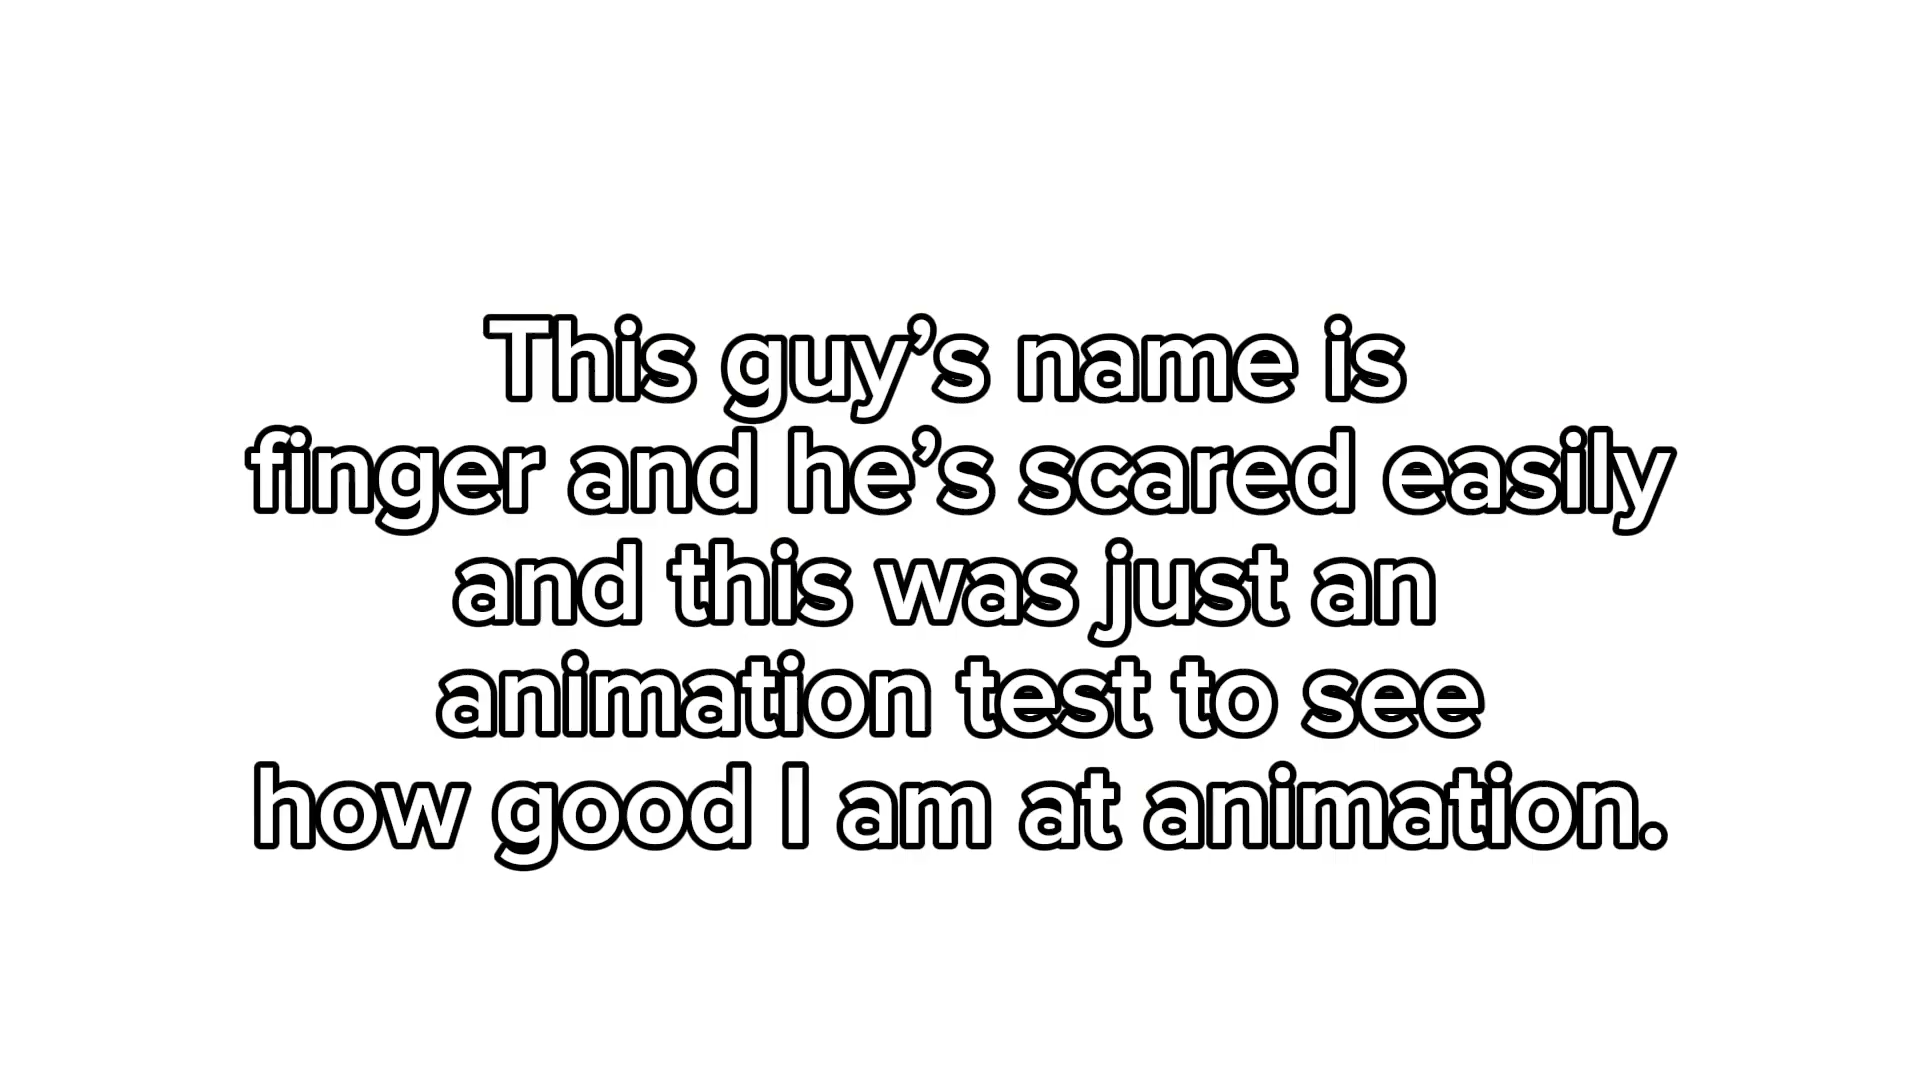 This guy’s name is
finger and he’s scared easily
and this was just an
animation test to see
how good I am at animation.